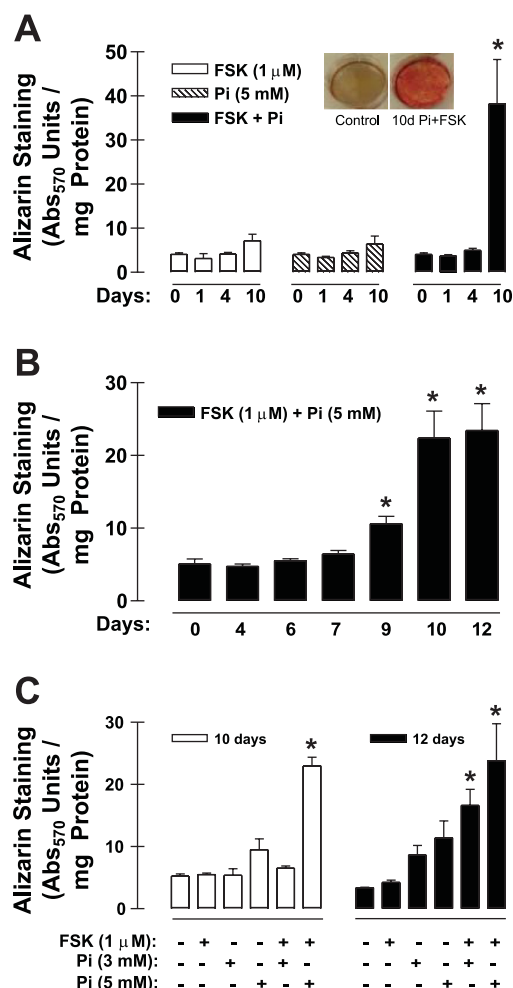 A
Alizarin Staining
(Abs570 Units /
mg Protein)
50
40
30
20
10
0
FSK (1 µM)
Pi (5 mM)
FSK + Pi
Control 10d Pi+FSK
*
Days: 0 1 4 10 0 1 4 10 0 1 4 10
B
Alizarin Staining
(Abs570 Units /
mg Protein)
30
20
10
0
FSK (1 µM) + Pi (5 mM)
* * *
Days: 0 4 6 7 9 10 12
C
Alizarin Staining
(Abs570 Units /
mg Protein)
30
20
10
0
10 days
*
12 days
* *
FSK (1 µM): - + - - + + - + - - + +
Pi (3 mM): - - + - + - - - + - + -
Pi (5 mM): - - - + - + - - - + - +